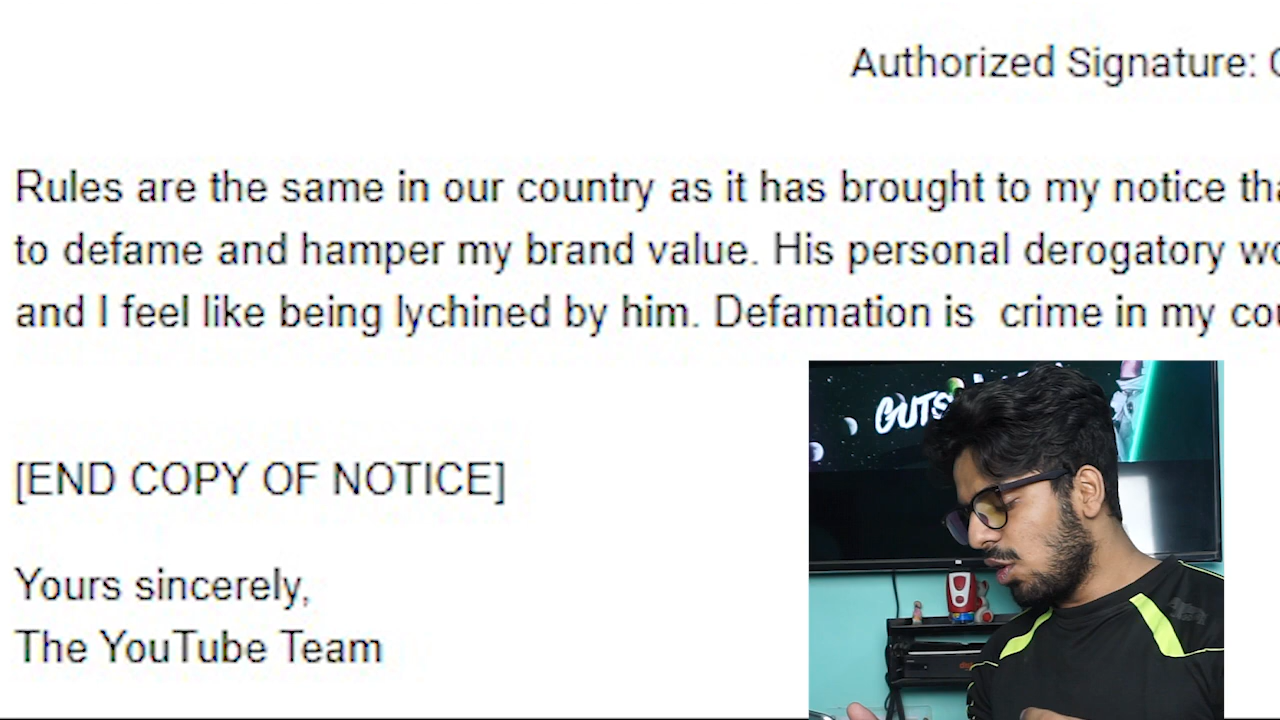 Authorized Signature:
Rules are the same in our country as it has brought to my notice
to defame and hamper my brand value. His personal derogatory
and I feel like being lychined by him. Defamation is  crime in my
[END COPY OF NOTICE]
Yours sincerely,
The YouTube Team